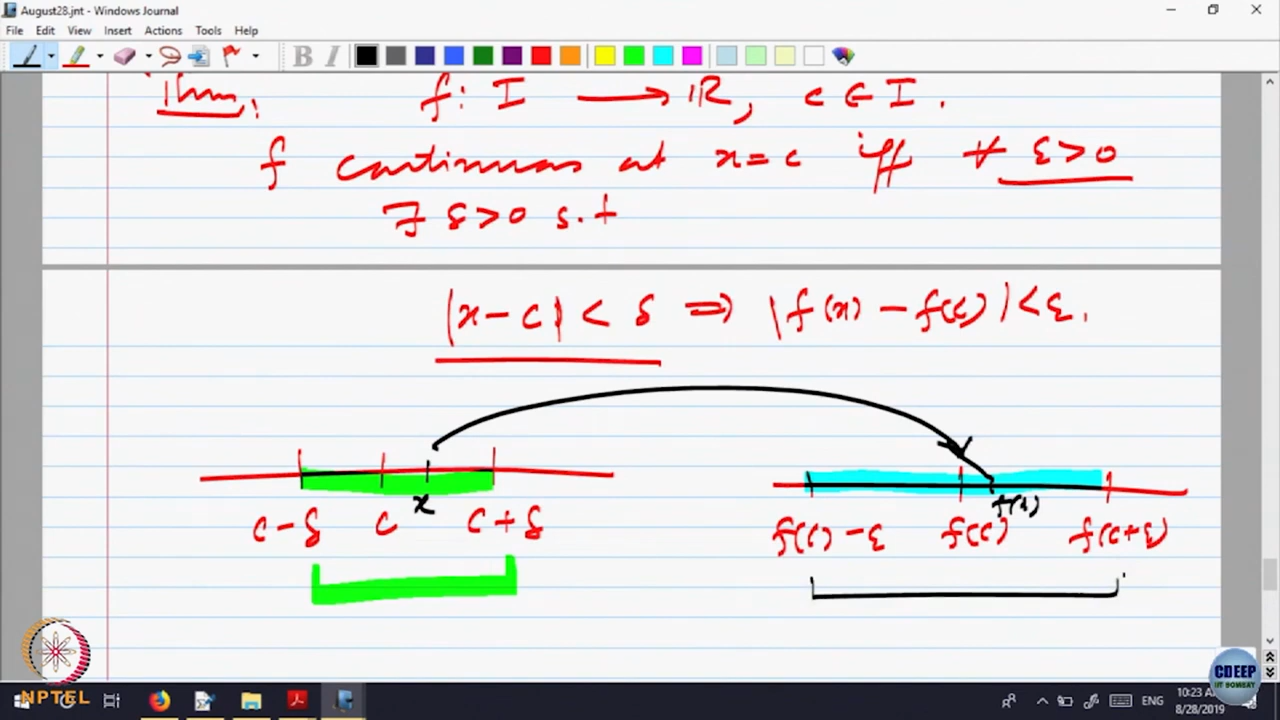 August28.jnt - Windows Journal
File Edit View Insert Actions Tools Help
B I
Thm: f: I → ℝ, c ∈ I.
f continuous at x = c iff ∀ ε > 0
∃ δ > 0 s.t
|x - c| < δ ⇒ |f(x) - f(c)| < ε.
c - δ c x c + δ f(c) - ε f(c) f(x) f(c+ε)
NPTEL
CDEEP
IIT BOMBAY
ENG
10:23 A
8/28/2019